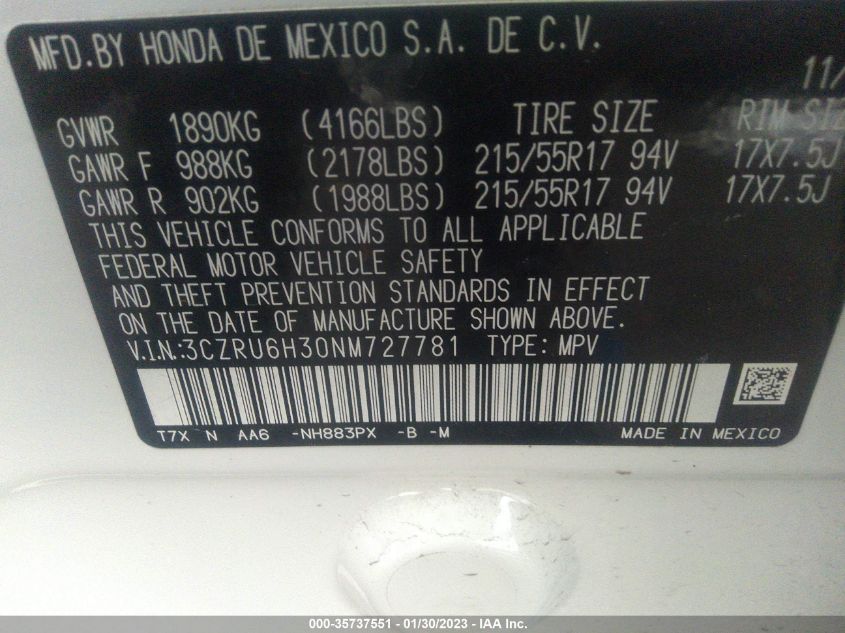 MFD.BY HONDA DE MEXICO S.A. DE C.V.
11/
GVWR 1890KG (4166LBS) TIRE SIZE RIM SIZ
GAWR F 988KG (2178LBS) 215/55R17 94V 17X7.5J
GAWR R 902KG (1988LBS) 215/55R17 94V 17X7.5J
THIS VEHICLE CONFORMS TO ALL APPLICABLE
FEDERAL MOTOR VEHICLE SAFETY
AND THEFT PREVENTION STANDARDS IN EFFECT
ON THE DATE OF MANUFACTURE SHOWN ABOVE.
V.I.N.:3CZRU6H30NM727781 TYPE: MPV
T7X N AA6 -NH883PX -B -M MADE IN MEXICO
000-35737551 - 01/30/2023 - IAA Inc.